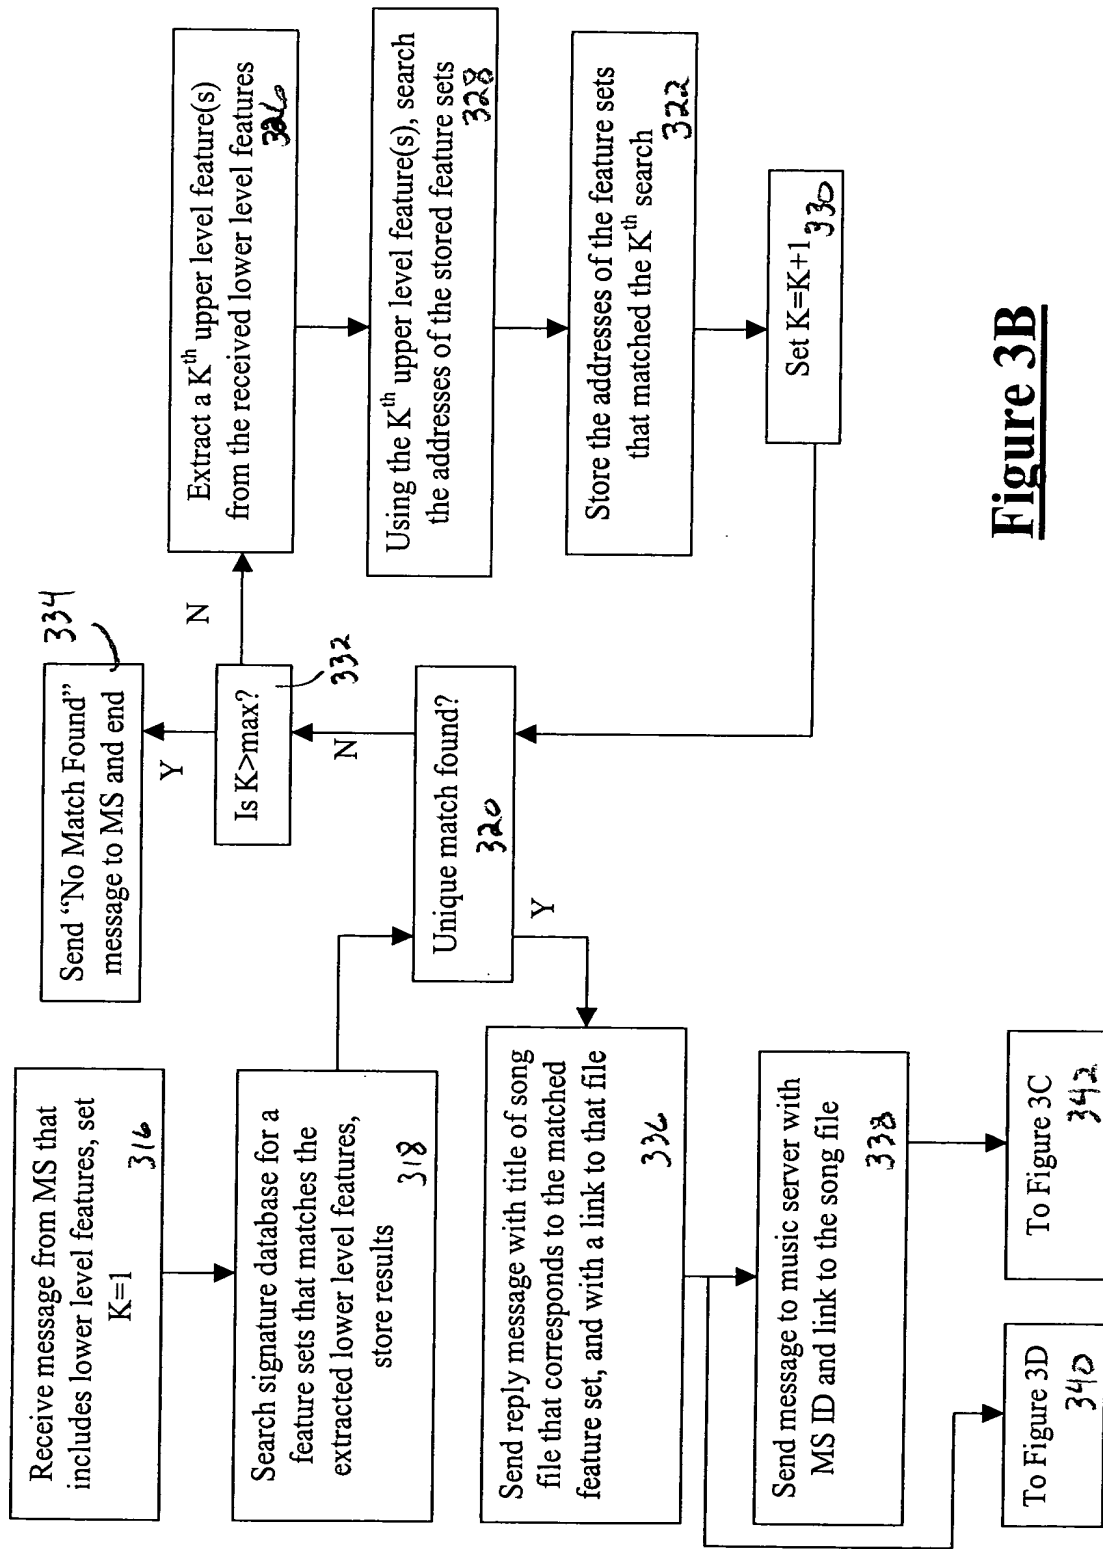 Receive message from MS that
includes lower level features, set
K=1
316
Search signature database for a
feature sets that matches the
extracted lower level features,
store results
318
Send "No Match Found"
message to MS and end
334
Y
Is K>max?
332
N
N
Unique match found?
320
Y
Extract a Kth upper level feature(s)
from the received lower level features
326
Using the Kth upper level feature(s), search
the addresses of the stored feature sets
328
Store the addresses of the feature sets
that matched the Kth search
322
Set K=K+1
330
Send reply message with title of song
file that corresponds to the matched
feature set, and with a link to that file
336
Send message to music server with
MS ID and link to the song file
338
To Figure 3D
340
To Figure 3C
342
Figure 3B